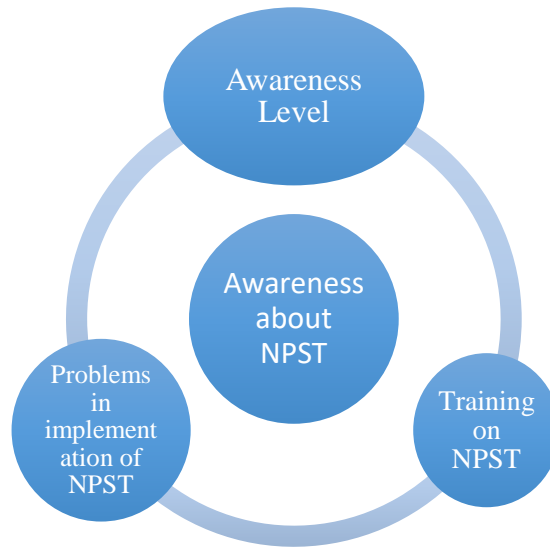 Awareness
Level
Awareness
about
NPST
Problems
in
implement
ation of
NPST
Training
on
NPST